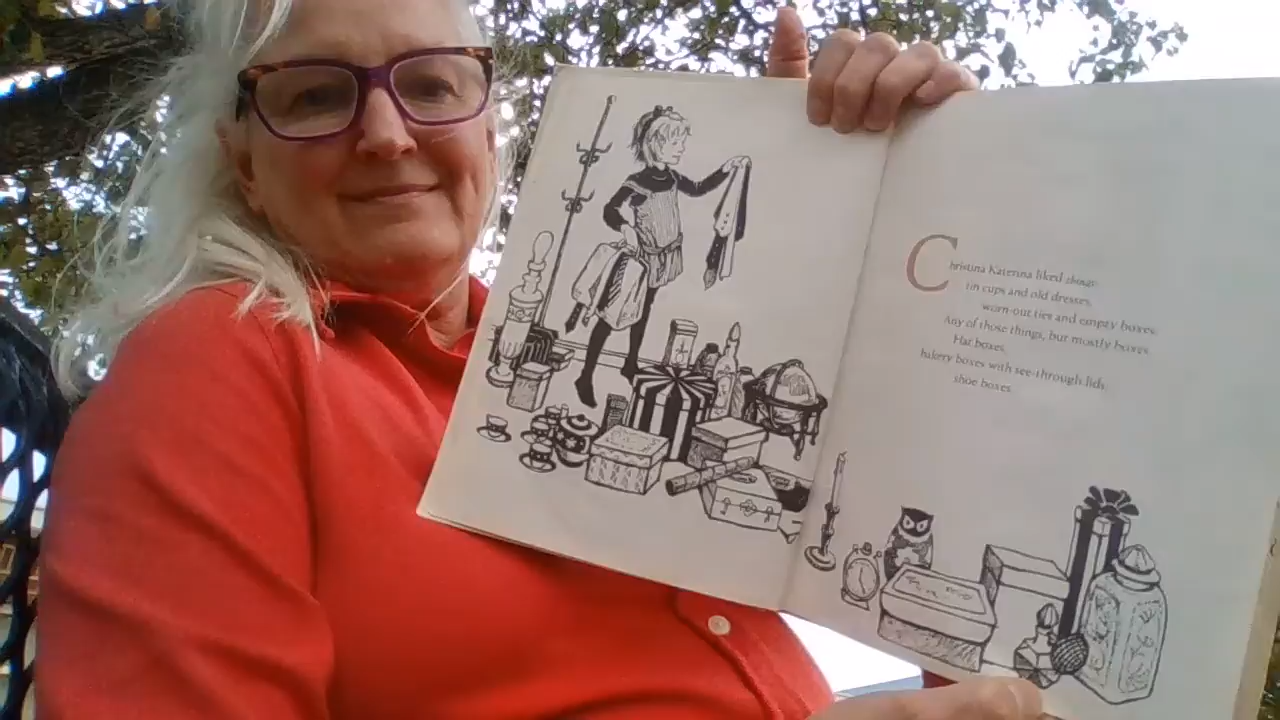 Christina Katerina liked things:
tin cups and old dresses,
worn-out ties and empty boxes.
Any of those things, but mostly boxes.
Hat boxes,
bakery boxes with see-through lids,
shoe boxes.